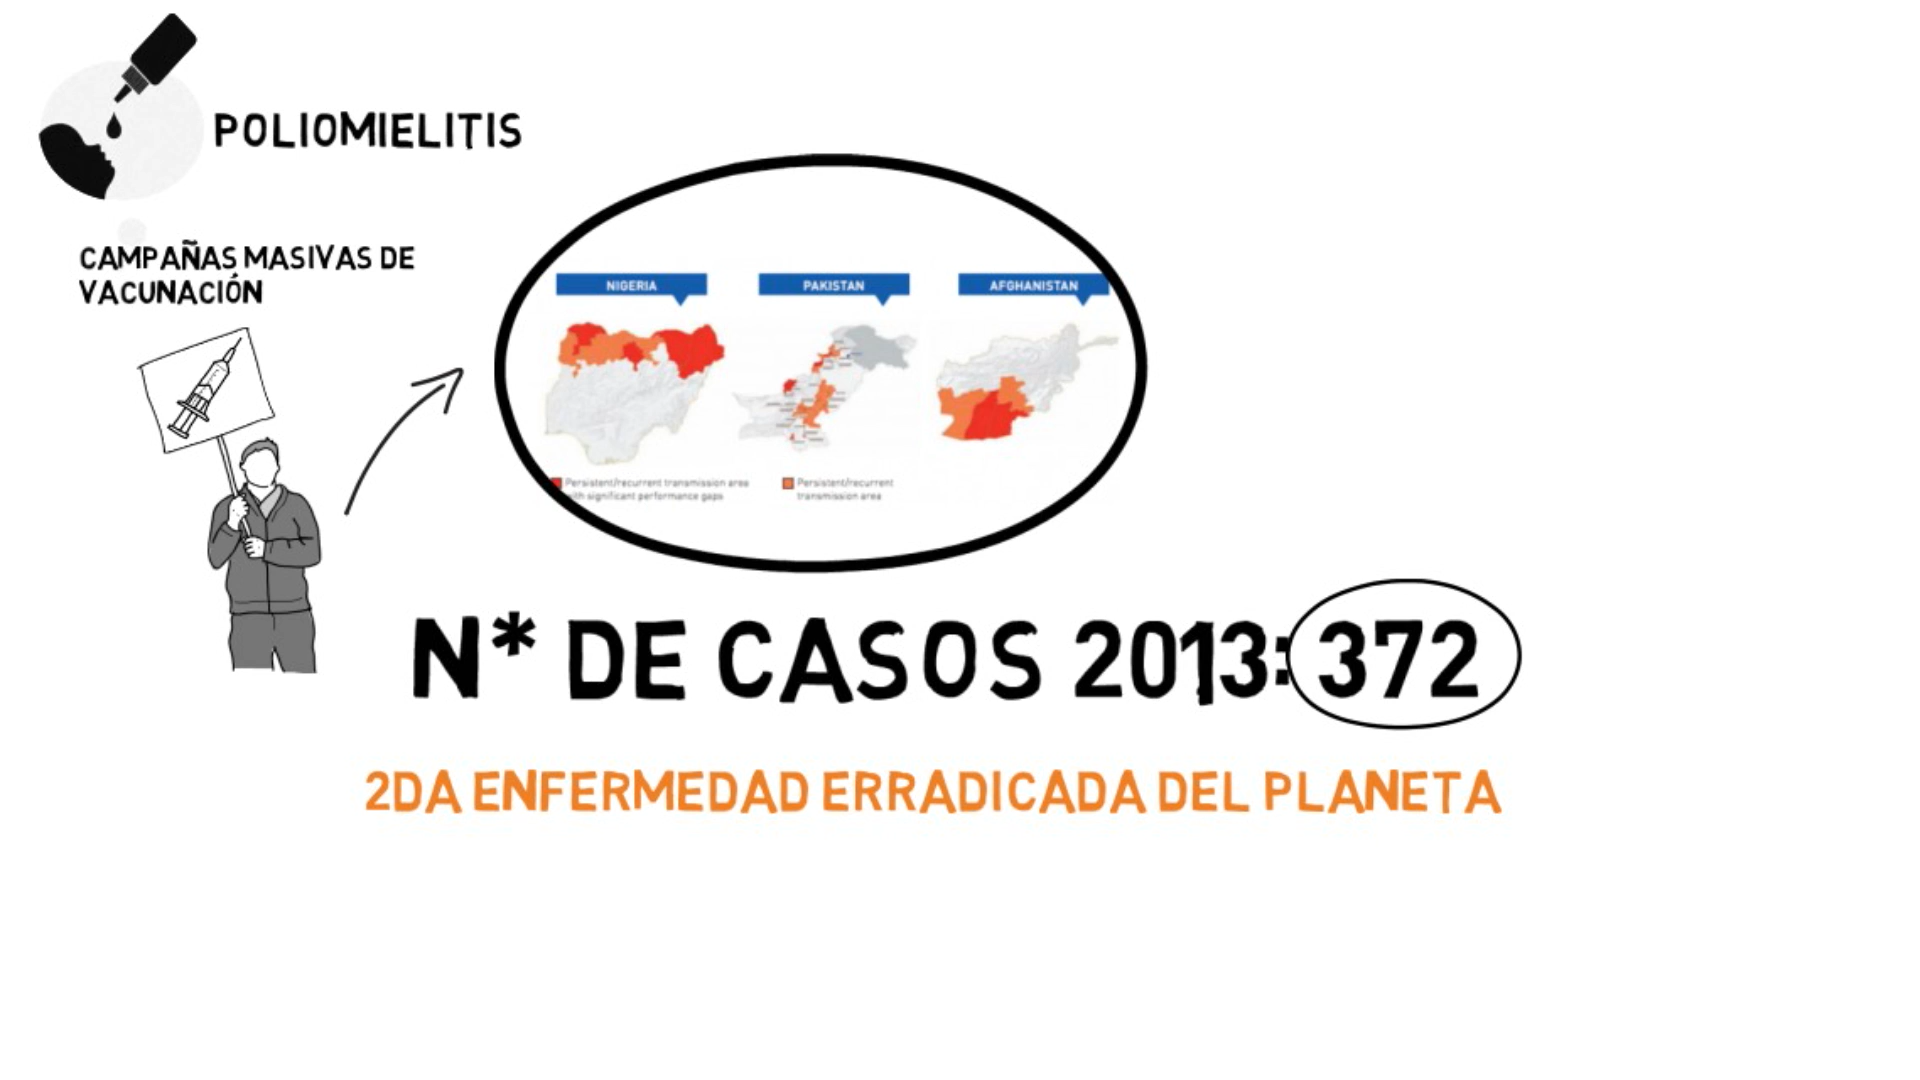 POLIOMIELITIS
CAMPAÑAS MASIVAS DE
VACUNACIÓN
NIGERIA
PAKISTAN
AFGHANISTAN
Persistent/recurrent transmission area
with significant performance gaps
Persistent/recurrent
transmission area
N* DE CASOS 2013: 372
2DA ENFERMEDAD ERRADICADA DEL PLANETA